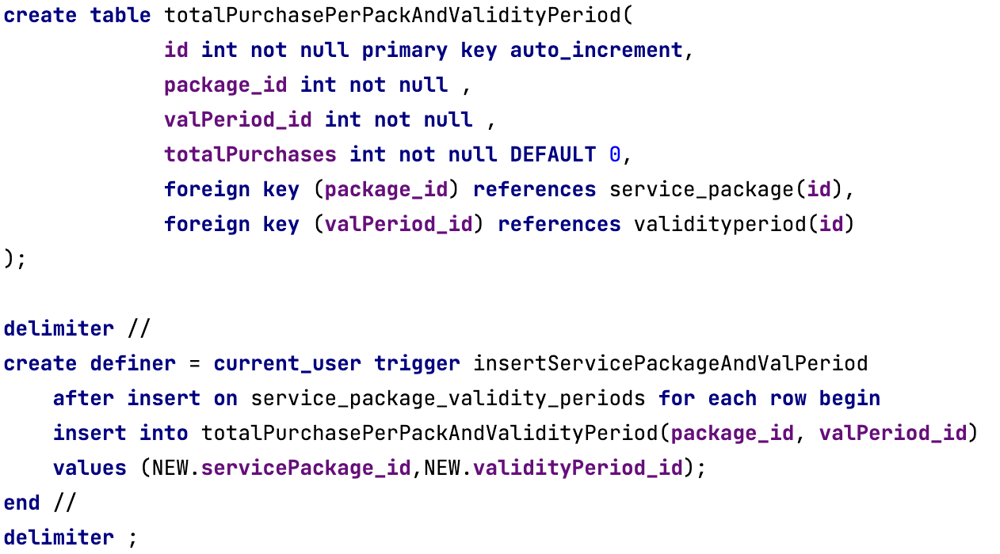 create table totalPurchasePerPackAndValidityPeriod(
id int not null primary key auto_increment,
package_id int not null ,
valPeriod_id int not null ,
totalPurchases int not null DEFAULT 0,
foreign key (package_id) references service_package(id),
foreign key (valPeriod_id) references validityperiod(id)
);
delimiter //
create definer = current_user trigger insertServicePackageAndValPeriod
after insert on service_package_validity_periods for each row begin
insert into totalPurchasePerPackAndValidityPeriod(package_id, valPeriod_id)
values (NEW.servicePackage_id,NEW.validityPeriod_id);
end //
delimiter ;